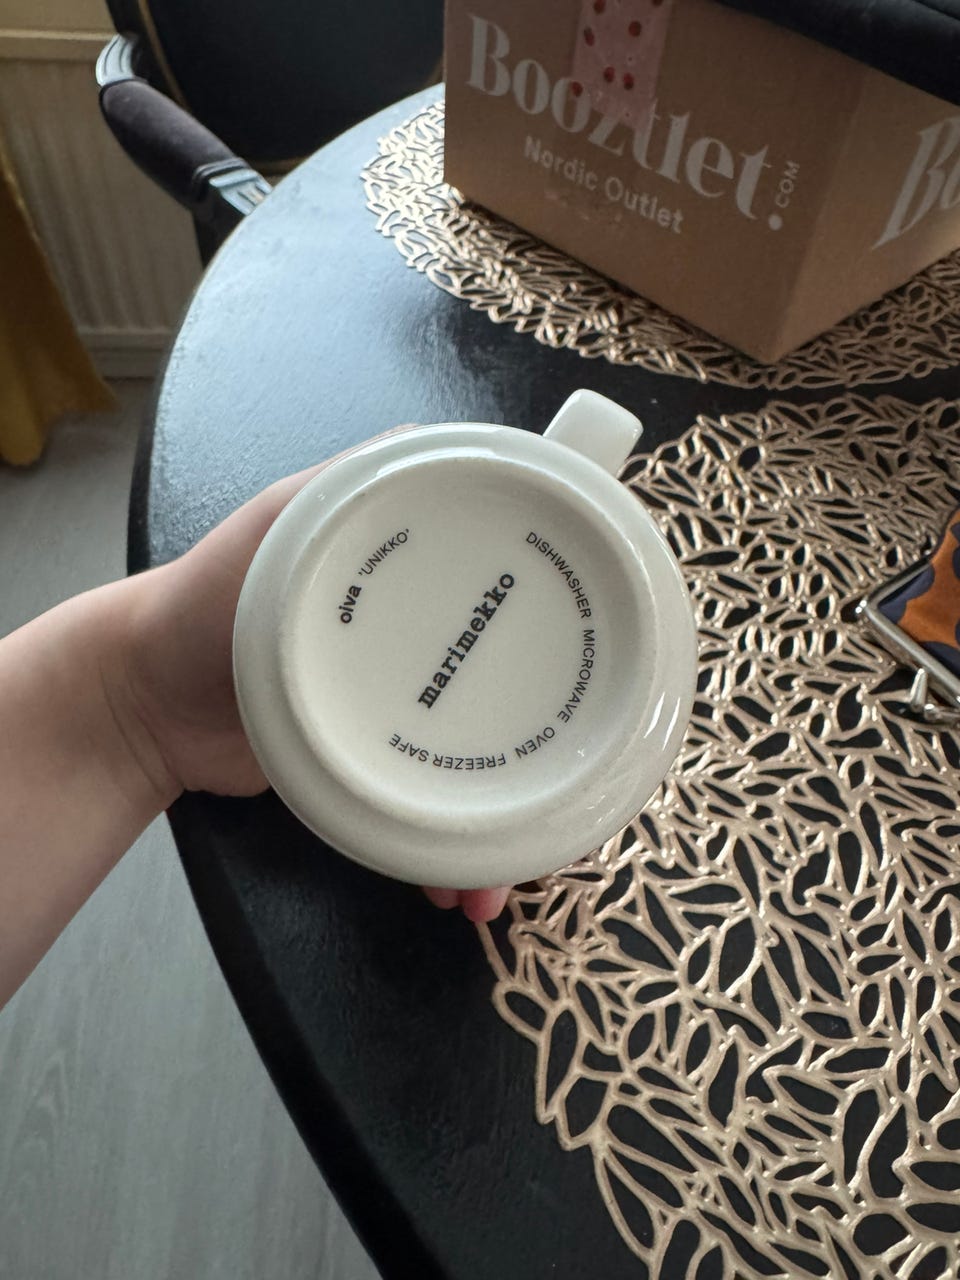 Booztlet.
COM
Nordic Outlet
Bo
oiva 'UNIKKO'
marimekko
DISHWASHER MICROWAVE OVEN FREEZER SAFE